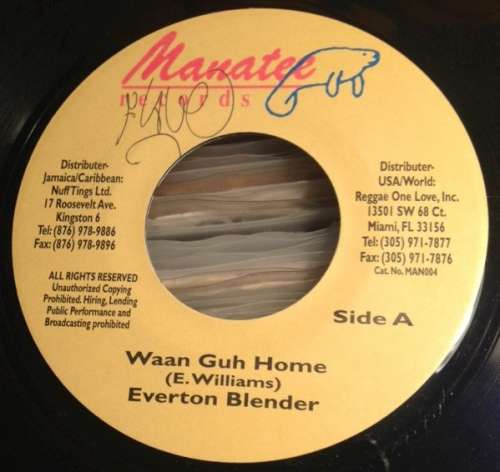 Manatee
records
Distributer-
Jamaica/Caribbean:
Nuff Tings Ltd.
17 Roosevelt Ave.
Kingston 6
Tel: (876) 978-9886
Fax: (876) 978-9896
ALL RIGHTS RESERVED
Unauthorized Copying
Prohibited. Hiring, Lending
Public Performance and
Broadcasting prohibited
Distributer-
USA/World:
Reggae One Love, Inc.
13501 SW 68 Ct.
Miami, FL 33156
Tel: (305) 971-7877
Fax: (305) 971-7876
Cat. No. MAN004
Side A
Waan Guh Home
(E. Williams)
Everton Blender